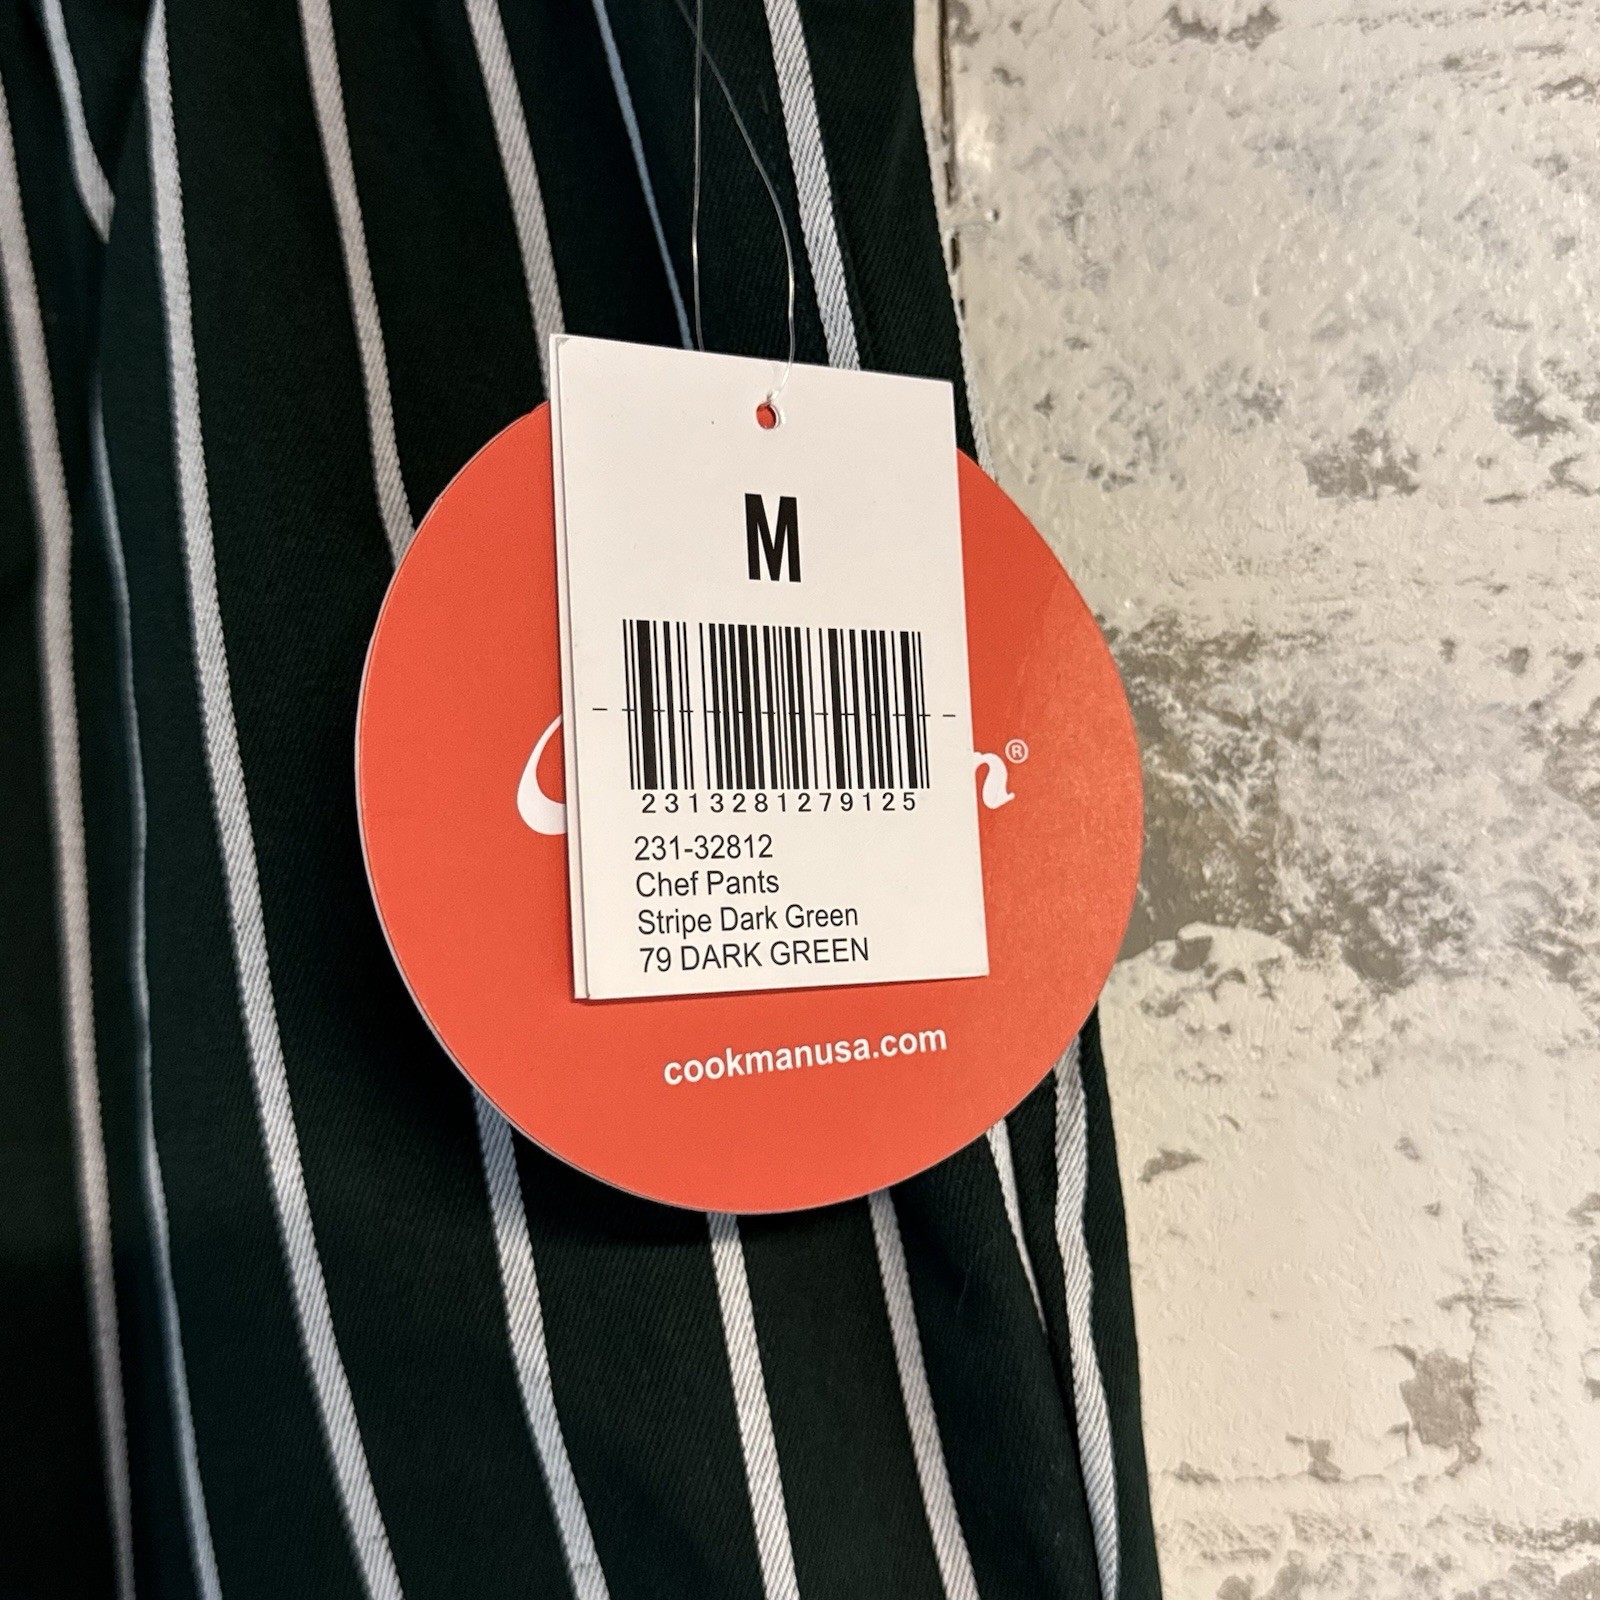 M
2313281279125
231-32812
Chef Pants
Stripe Dark Green
79 DARK GREEN
cookmanusa.com